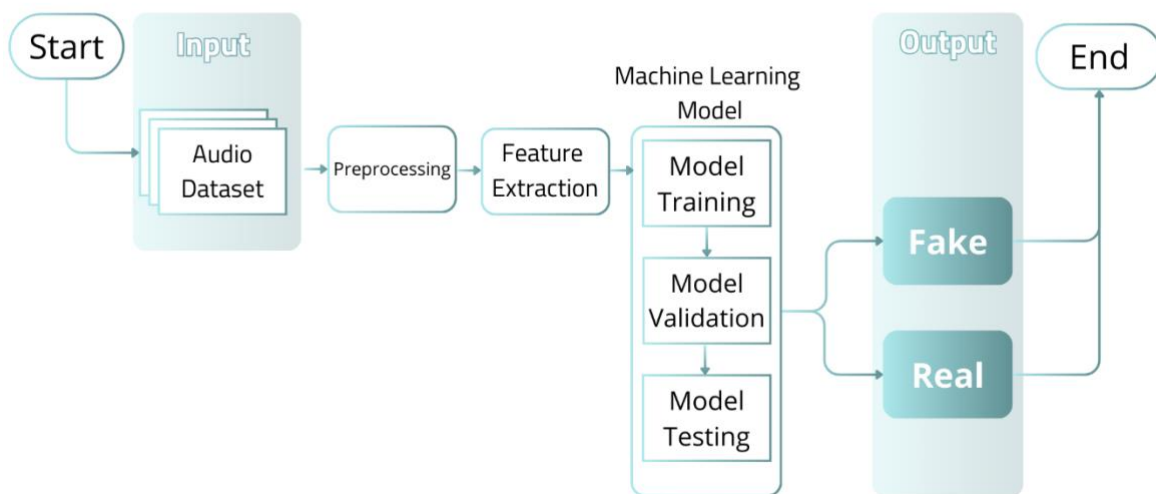 Start
Input
Audio
Dataset
Preprocessing
Feature
Extraction
Machine Learning
Model
Model
Training
Model
Validation
Model
Testing
Output
Fake
Real
End